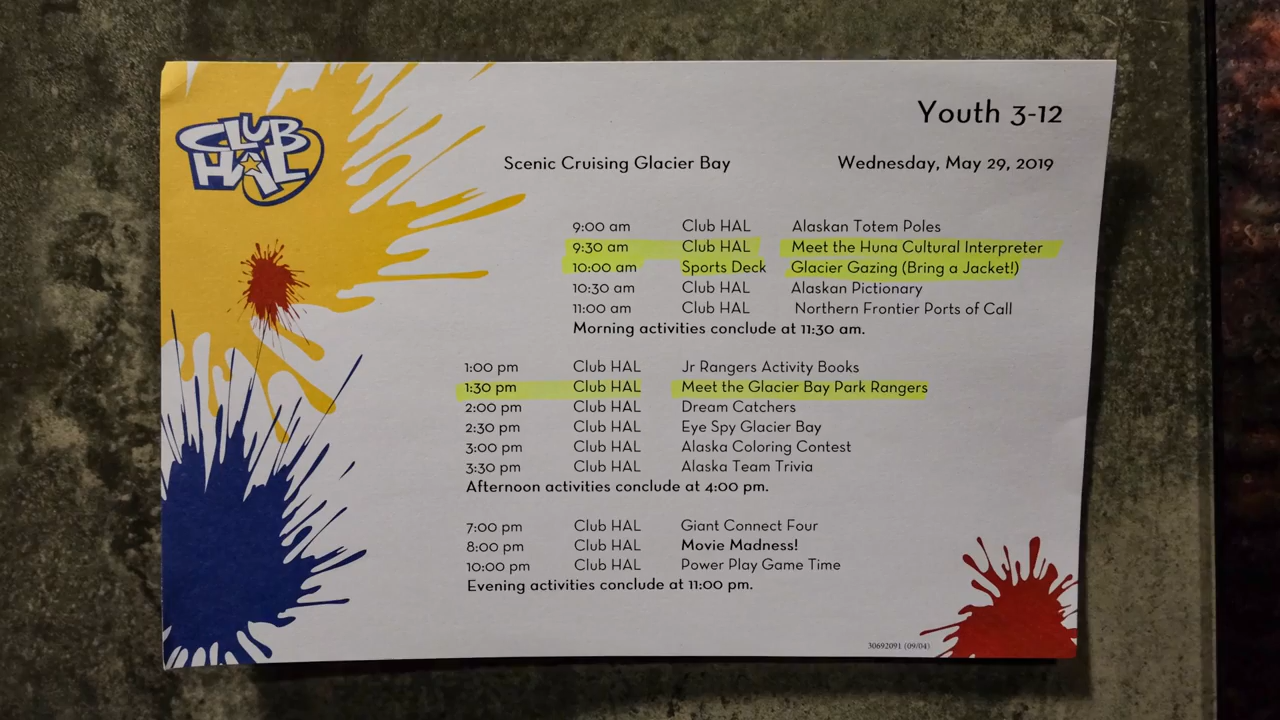 CLUB HAL
Youth 3-12
Scenic Cruising Glacier Bay Wednesday, May 29, 2019
9:00 am Club HAL Alaskan Totem Poles
9:30 am Club HAL Meet the Huna Cultural Interpreter
10:00 am Sports Deck Glacier Gazing (Bring a Jacket!)
10:30 am Club HAL Alaskan Pictionary
11:00 am Club HAL Northern Frontier Ports of Call
Morning activities conclude at 11:30 am.
1:00 pm Club HAL Jr Rangers Activity Books
1:30 pm Club HAL Meet the Glacier Bay Park Rangers
2:00 pm Club HAL Dream Catchers
2:30 pm Club HAL Eye Spy Glacier Bay
3:00 pm Club HAL Alaska Coloring Contest
3:30 pm Club HAL Alaska Team Trivia
Afternoon activities conclude at 4:00 pm.
7:00 pm Club HAL Giant Connect Four
8:00 pm Club HAL Movie Madness!
10:00 pm Club HAL Power Play Game Time
Evening activities conclude at 11:00 pm.
30692091 (09/04)